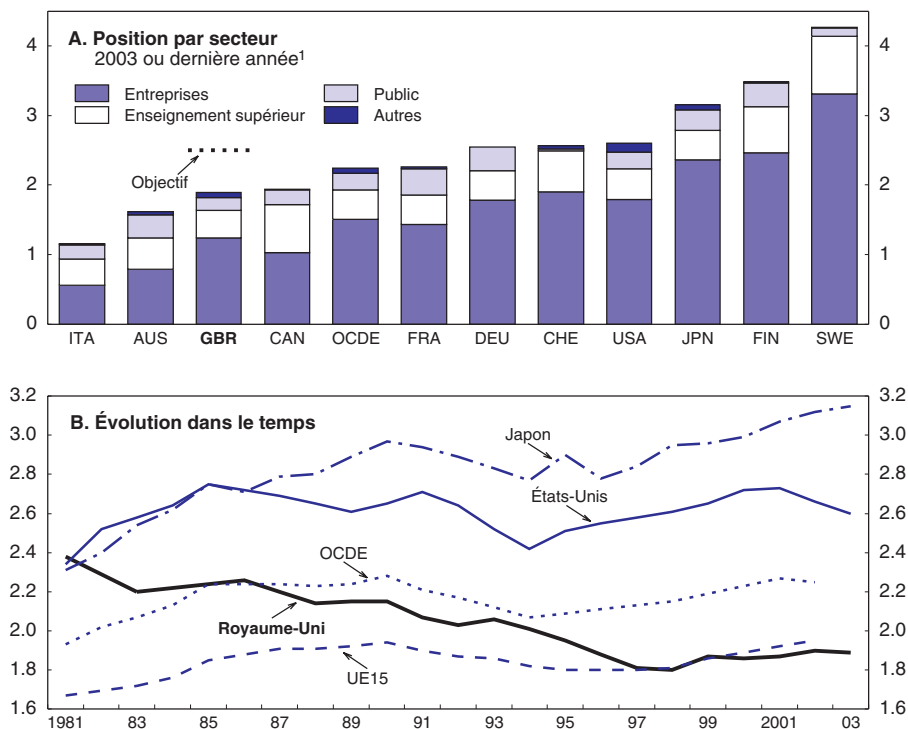 A. Position par secteur
2003 ou dernière année1
Entreprises
Public
Enseignement supérieur
Autres
Objectif
4
3
2
1
0
4
3
2
1
0
ITA AUS GBR CAN OCDE FRA DEU CHE USA JPN FIN SWE
B. Évolution dans le temps
3.2
3.0
2.8
2.6
2.4
2.2
2.0
1.8
1.6
3.2
3.0
2.8
2.6
2.4
2.2
2.0
1.8
1.6
Japon
États-Unis
OCDE
Royaume-Uni
UE15
1981 83 85 87 89 91 93 95 97 99 2001 03